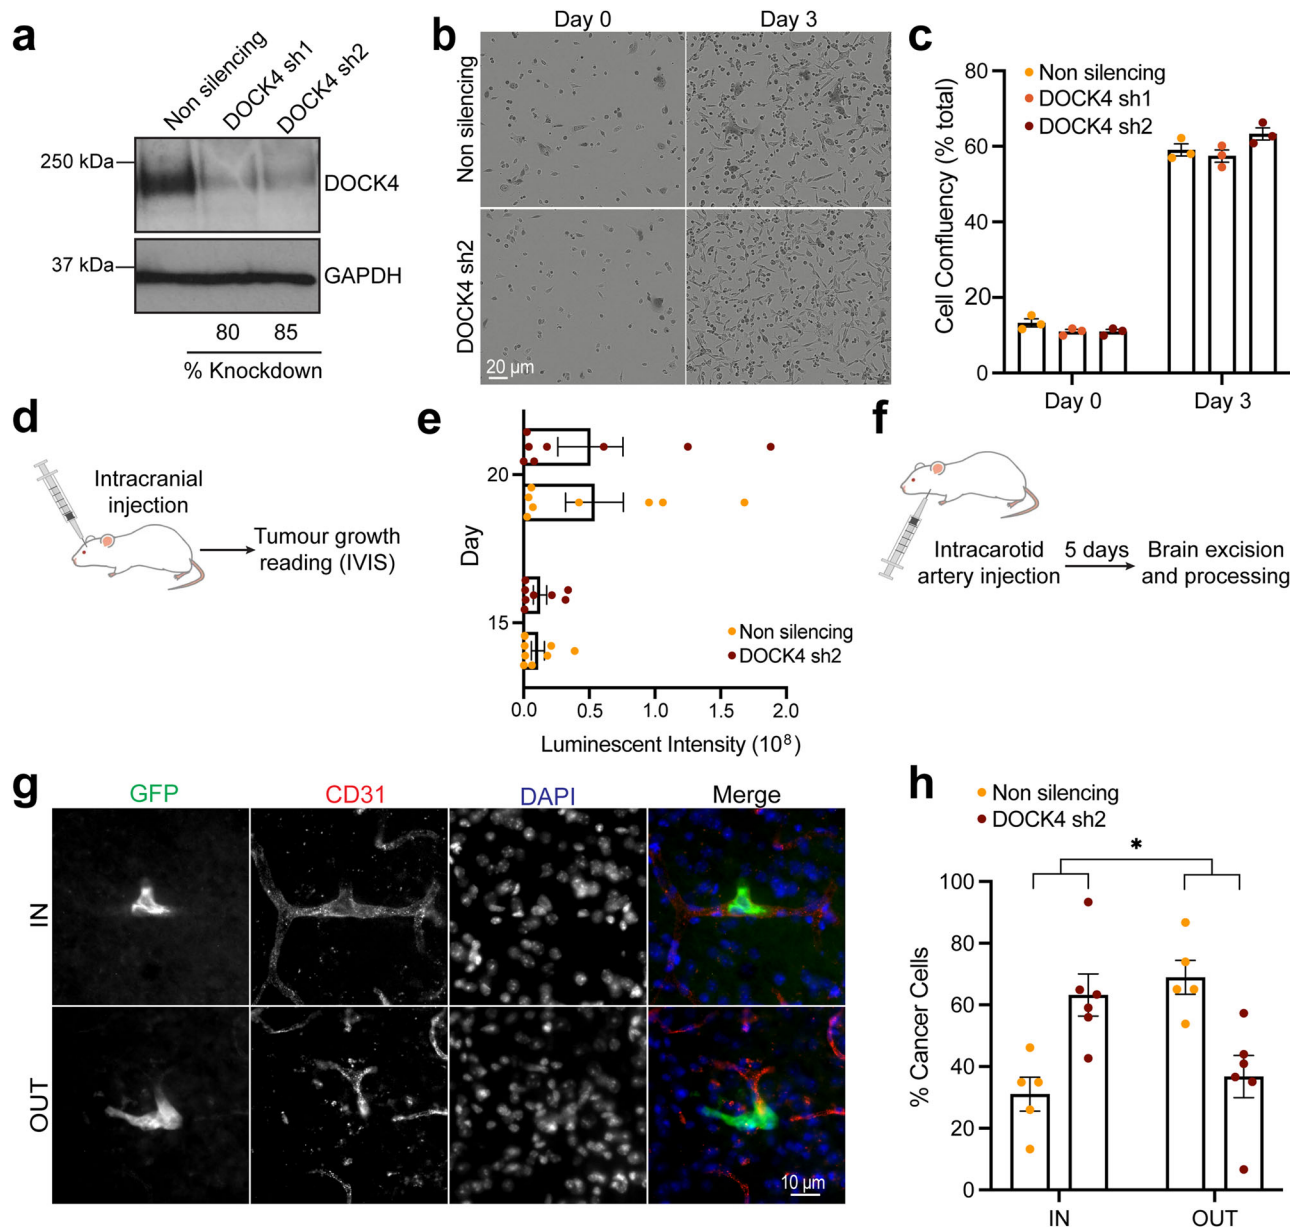 a
Non silencing
DOCK4 sh1
DOCK4 sh2
250 kDa
DOCK4
37 kDa
GAPDH
80 85
% Knockdown
b
Day 0 Day 3
Non silencing
DOCK4 sh2
20 µm
c
Non silencing
DOCK4 sh1
DOCK4 sh2
Cell Confluency (% total)
80
60
40
20
0
Day 0 Day 3
d
Intracranial
injection
Tumour growth
reading (IVIS)
e
Day
20
15
Non silencing
DOCK4 sh2
0.0 0.5 1.0 1.5 2.0
Luminescent Intensity (10⁸)
f
Intracarotid
artery injection
5 days
Brain excision
and processing
g
GFP CD31 DAPI Merge
IN
OUT
10 µm
h
Non silencing
DOCK4 sh2
*
% Cancer Cells
100
80
60
40
20
0
IN OUT